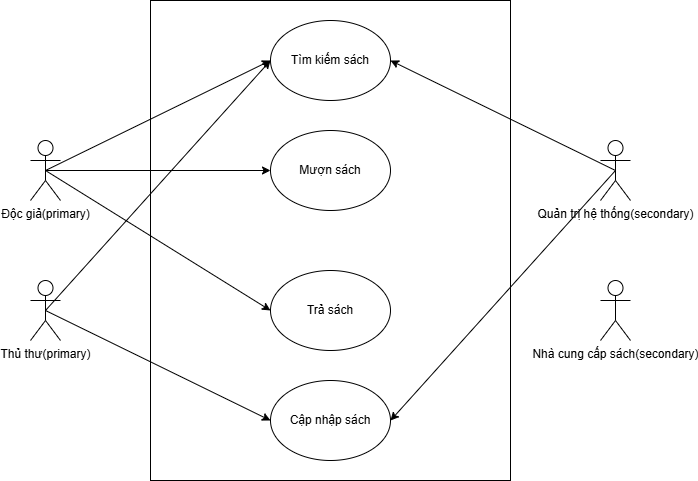 Tìm kiếm sách
Mượn sách
Độc giả(primary)
Quản trị hệ thống(secondary)
Trả sách
Thủ thư(primary)
Nhà cung cấp sách(secondary)
Cập nhập sách